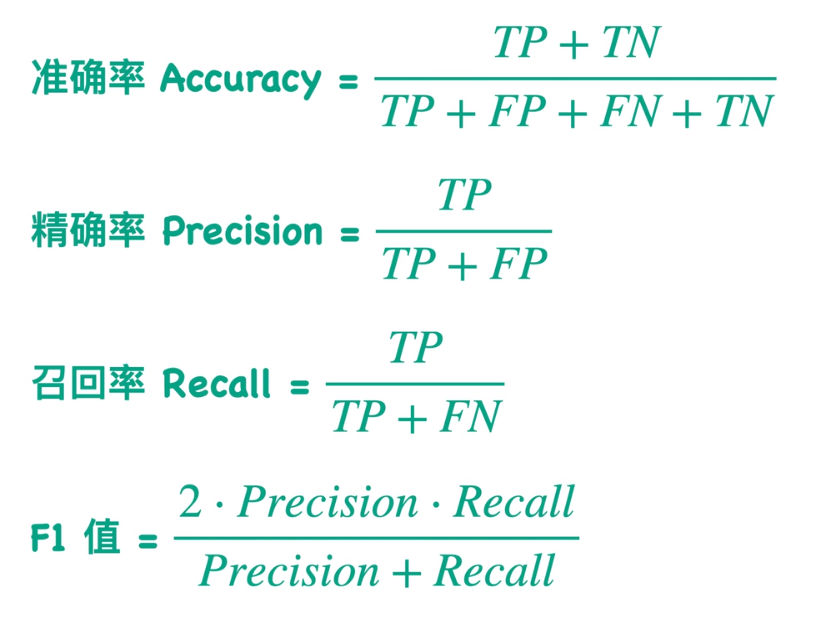 准确率 Accuracy = \frac{TP + TN}{TP + FP + FN + TN}
精确率 Precision = \frac{TP}{TP + FP}
召回率 Recall = \frac{TP}{TP + FN}
F1 值 = \frac{2 \cdot Precision \cdot Recall}{Precision + Recall}